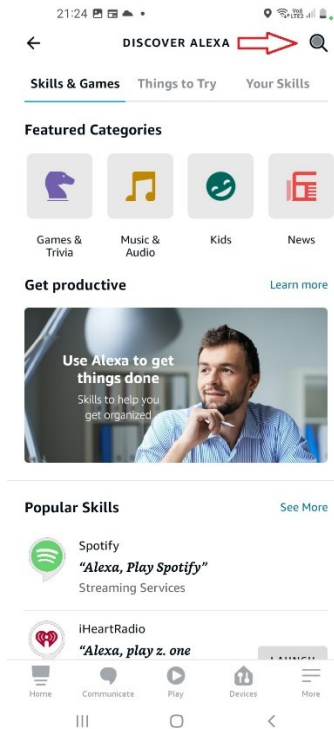 21:24
DISCOVER ALEXA
Skills & Games Things to Try Your Skills
Featured Categories
Games & Trivia
Music & Audio
Kids
News
Get productive Learn more
Use Alexa to get
things done
Skills to help you
get organized
Popular Skills See More
Spotify
“Alexa, Play Spotify”
Streaming Services
iHeartRadio
“Alexa, play z. one
Home Communicate Play Devices More